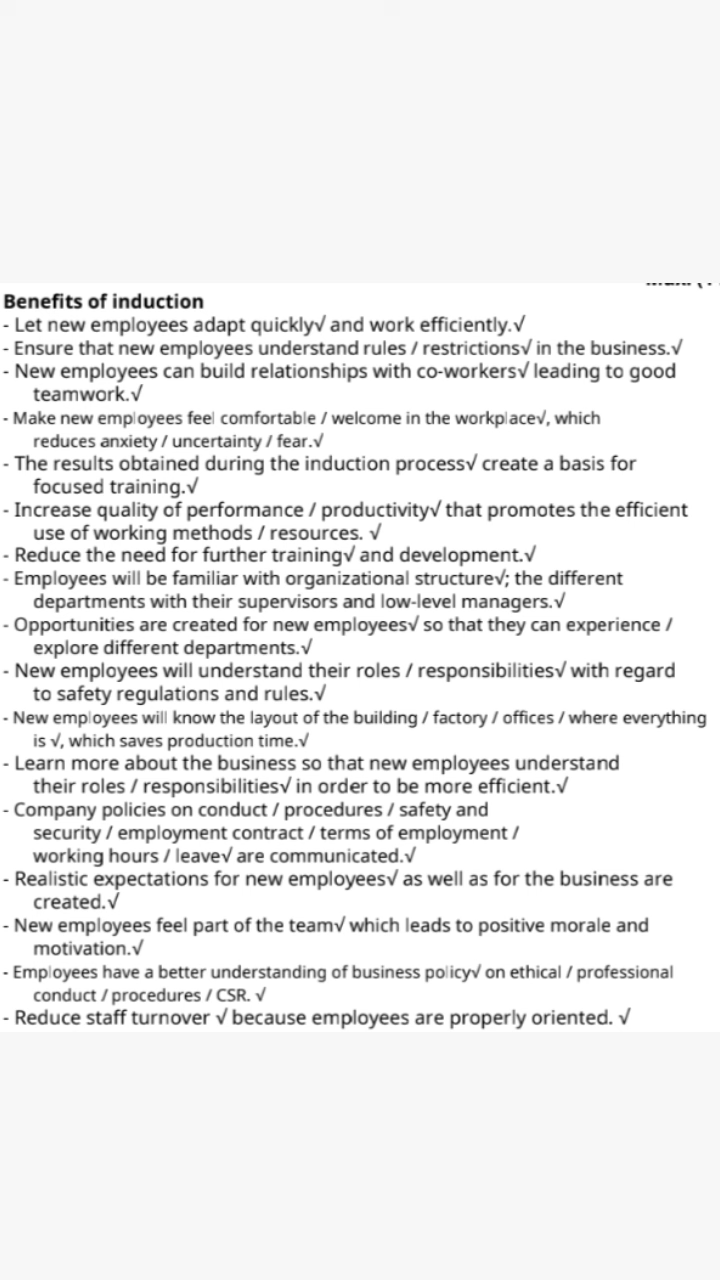 Benefits of induction
- Let new employees adapt quickly√ and work efficiently.√
- Ensure that new employees understand rules / restrictions√ in the business.√
- New employees can build relationships with co-workers√ leading to good
teamwork.√
- Make new employees feel comfortable / welcome in the workplace√, which
reduces anxiety / uncertainty / fear.√
- The results obtained during the induction process√ create a basis for
focused training.√
- Increase quality of performance / productivity√ that promotes the efficient
use of working methods / resources. √
- Reduce the need for further training√ and development.√
- Employees will be familiar with organizational structure√; the different
departments with their supervisors and low-level managers.√
- Opportunities are created for new employees√ so that they can experience /
explore different departments.√
- New employees will understand their roles / responsibilities√ with regard
to safety regulations and rules.√
- New employees will know the layout of the building / factory / offices / where everything
is √, which saves production time.√
- Learn more about the business so that new employees understand
their roles / responsibilities√ in order to be more efficient.√
- Company policies on conduct / procedures / safety and
security / employment contract / terms of employment /
working hours / leave√ are communicated.√
- Realistic expectations for new employees√ as well as for the business are
created.√
- New employees feel part of the team√ which leads to positive morale and
motivation.√
- Employees have a better understanding of business policy√ on ethical / professional
conduct / procedures / CSR. √
- Reduce staff turnover √ because employees are properly oriented. √